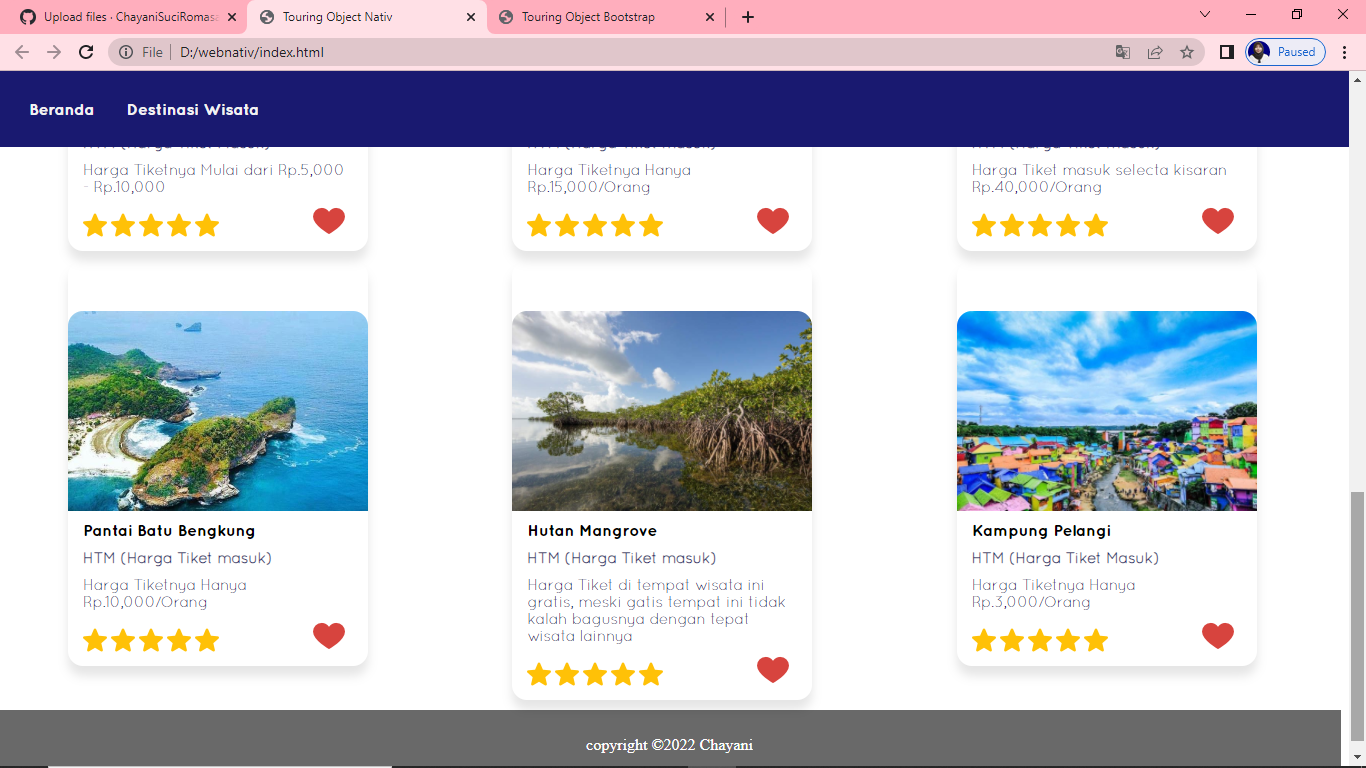 Upload files · ChayaniSuciRomasa
Touring Object Nativ
Touring Object Bootstrap
File
D:/webnativ/index.html
Paused
Beranda
Destinasi Wisata
Harga Tiketnya Mulai dari Rp.5,000
- Rp.10,000
Harga Tiketnya Hanya
Rp.15,000/Orang
Harga Tiket masuk selecta kisaran
Rp.40,000/Orang
Pantai Batu Bengkung
HTM (Harga Tiket masuk)
Harga Tiketnya Hanya
Rp.10,000/Orang
Hutan Mangrove
HTM (Harga Tiket masuk)
Harga Tiket di tempat wisata ini
gratis, meski gatis tempat ini tidak
kalah bagusnya dengan tepat
wisata lainnya
Kampung Pelangi
HTM (Harga Tiket Masuk)
Harga Tiketnya Hanya
Rp.3,000/Orang
copyright ©2022 Chayani